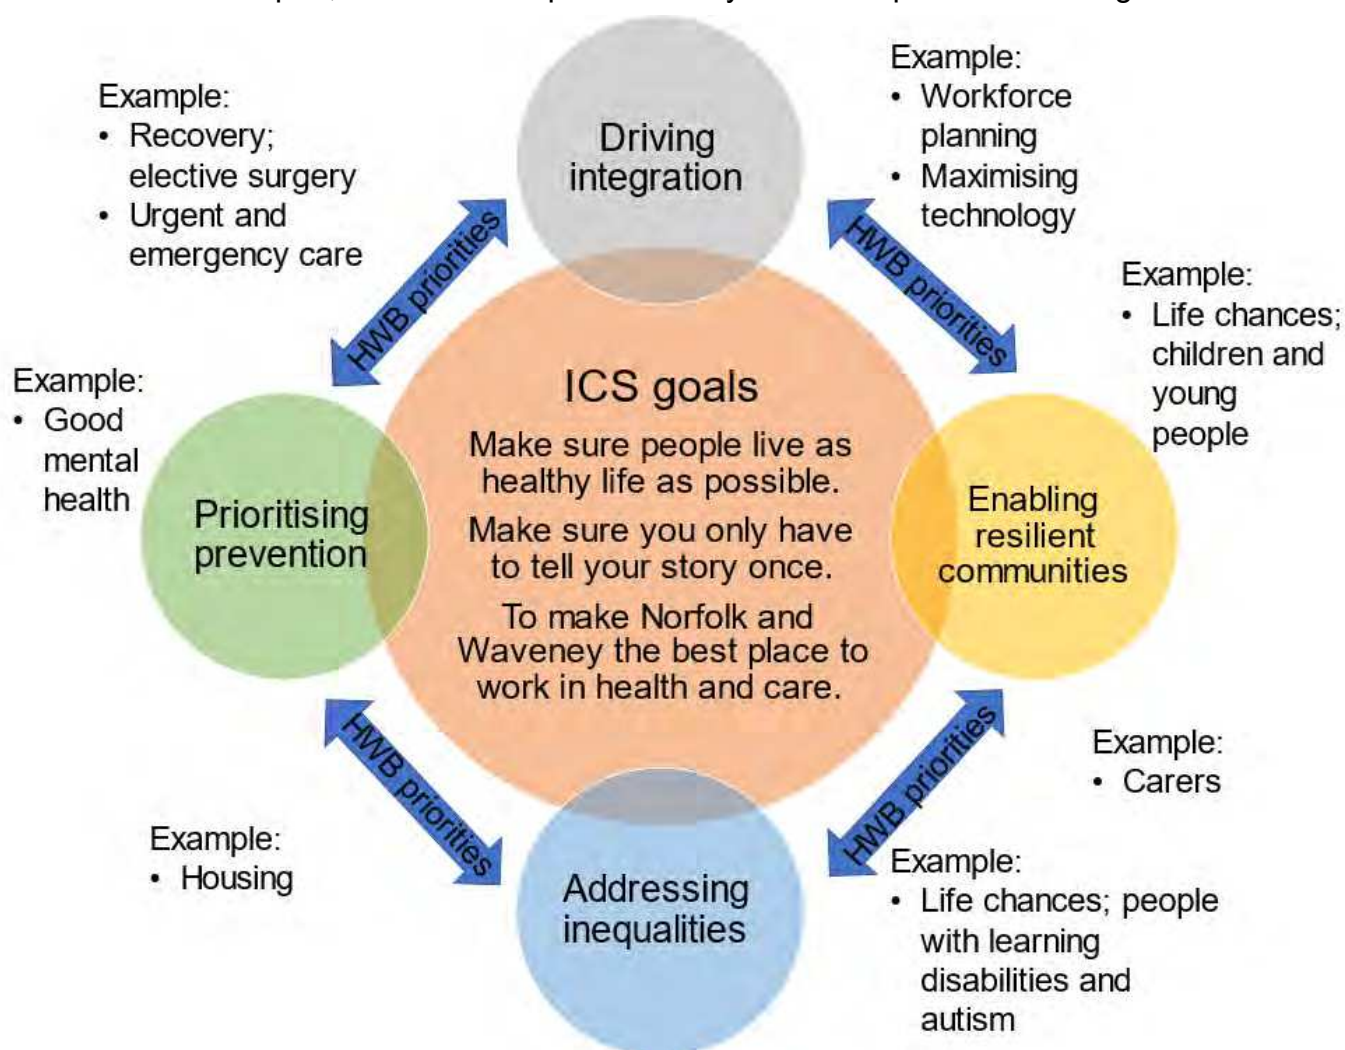 Example:
• Recovery;
elective surgery
• Urgent and
emergency care
Driving
integration
Example:
• Workforce
planning
• Maximising
technology
HWB priorities
HWB priorities
Example:
• Life chances;
children and
young
people
Example:
• Good
mental
health
Prioritising
prevention
ICS goals
Make sure people live as
healthy life as possible.
Make sure you only have
to tell your story once.
To make Norfolk and
Waveney the best place to
work in health and care.
Enabling
resilient
communities
HWB priorities
HWB priorities
Example:
• Carers
Example:
• Housing
Addressing
inequalities
Example:
• Life chances; people
with learning
disabilities and
autism